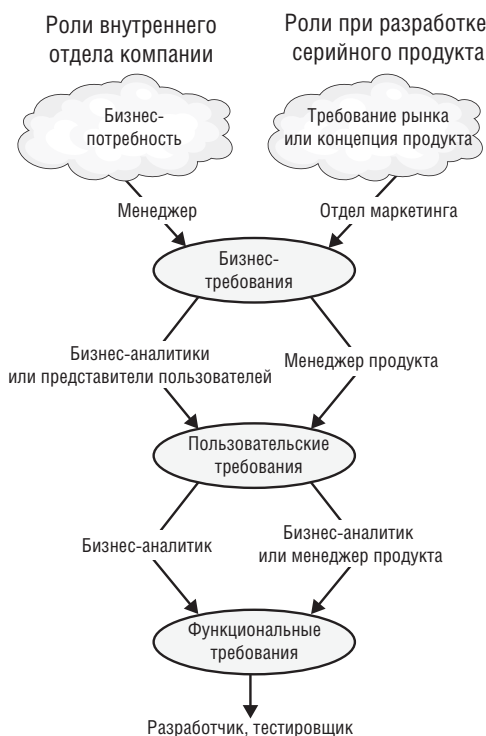 Роли внутреннего
отдела компании
Роли при разработке
серийного продукта
Бизнес-
потребность
Требование рынка
или концепция продукта
Менеджер
Отдел маркетинга
Бизнес-
требования
Бизнес-аналитики
или представители пользователей
Менеджер продукта
Пользовательские
требования
Бизнес-аналитик
Бизнес-аналитик
или менеджер продукта
Функциональные
требования
Разработчик, тестировщик